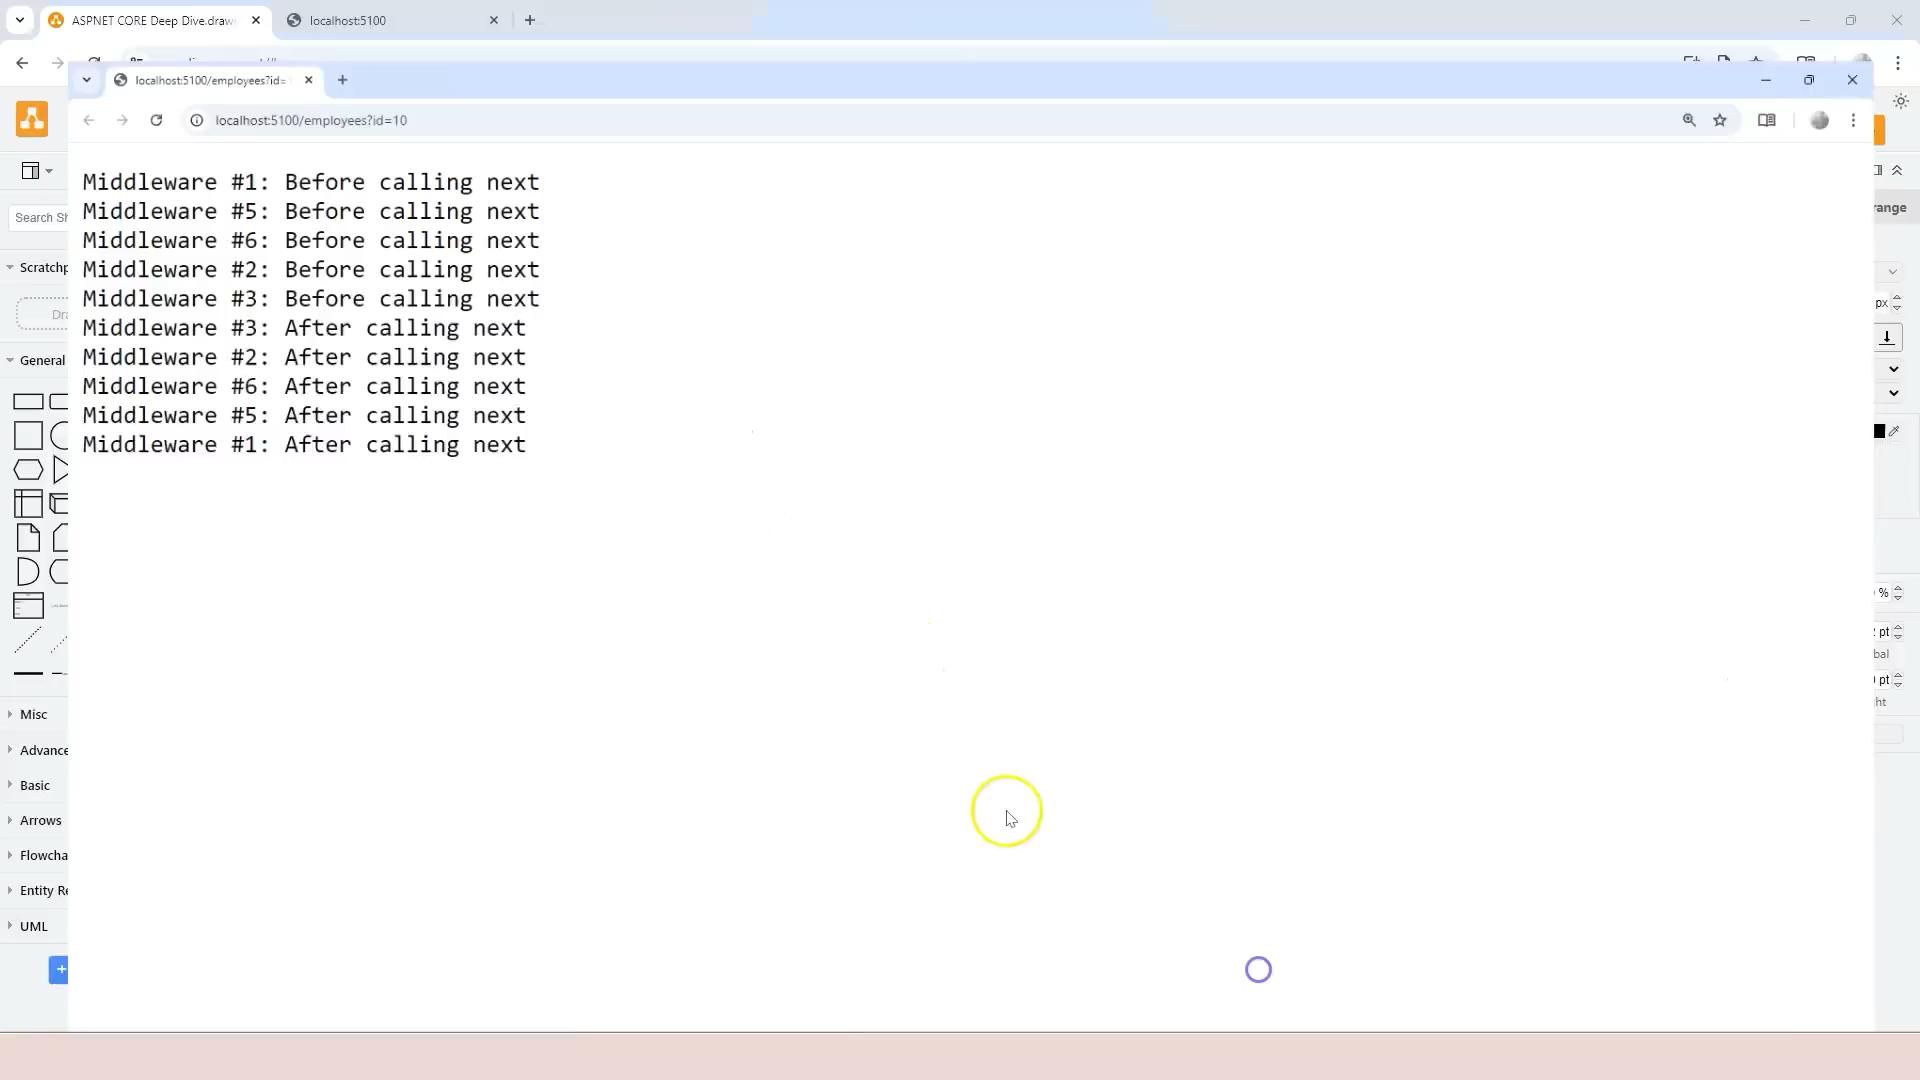 ASPNET CORE Deep Dive.draw
localhost:5100
localhost:5100/employees?id=
localhost:5100/employees?id=10
Middleware #1: Before calling next
Middleware #5: Before calling next
Middleware #6: Before calling next
Middleware #2: Before calling next
Middleware #3: Before calling next
Middleware #3: After calling next
Middleware #2: After calling next
Middleware #6: After calling next
Middleware #5: After calling next
Middleware #1: After calling next
Search Sh
Scratchp
Dra
General
Misc
Advance
Basic
Arrows
Flowcha
Entity Re
UML
range
px
%
pt
bal
pt
ht